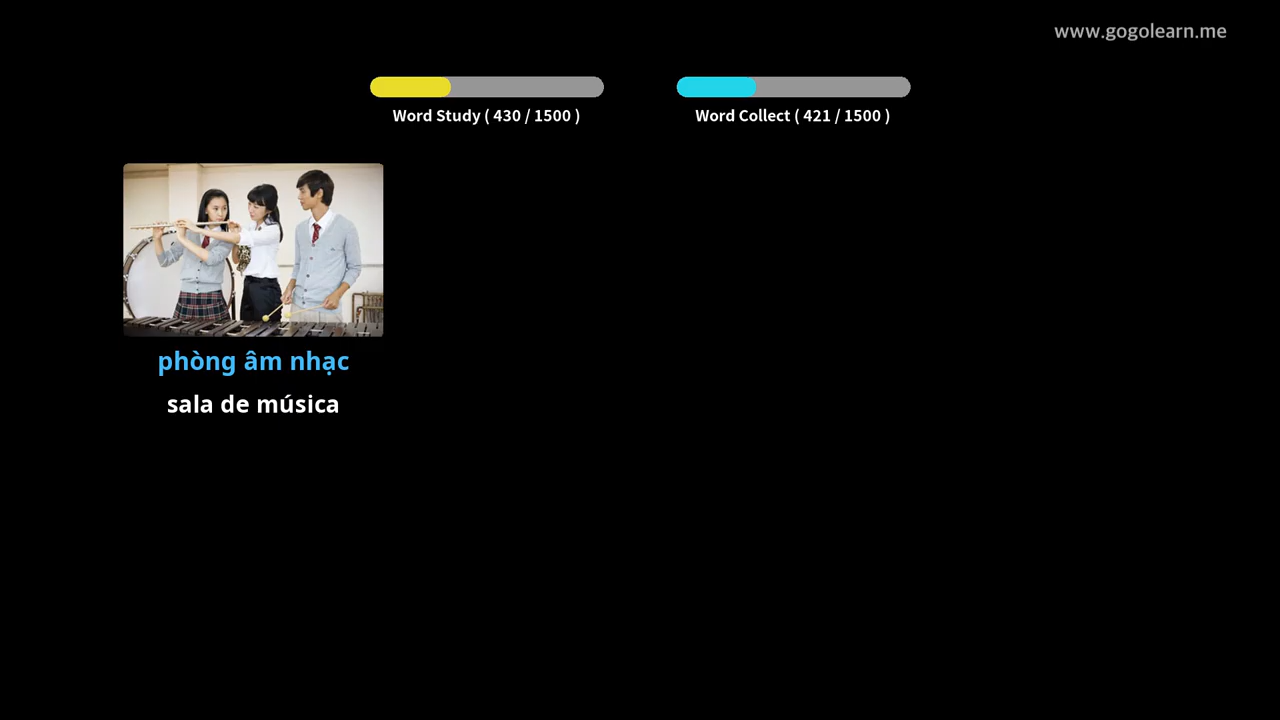 www.gogolearn.me
Word Study ( 430 / 1500 )
Word Collect ( 421 / 1500 )
phòng âm nhạc
sala de música